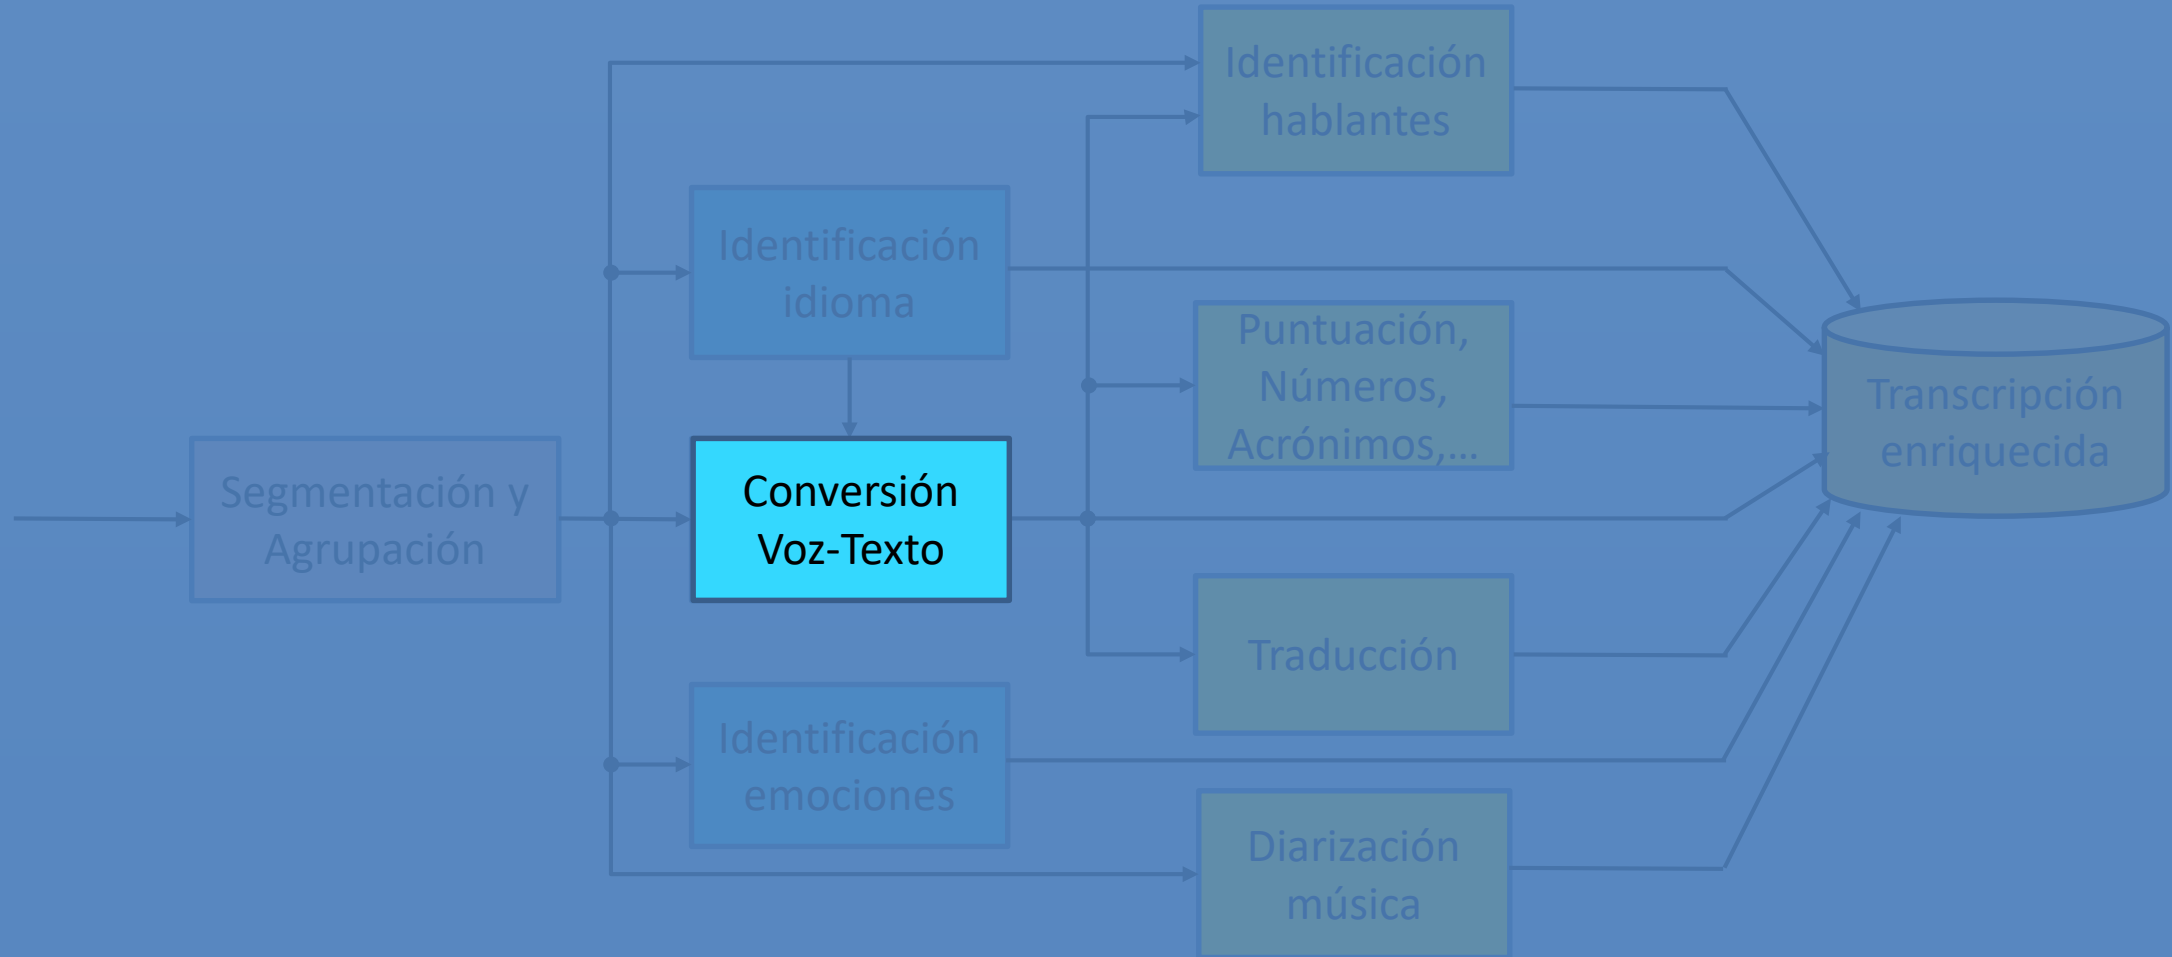 Identificación
hablantes
Identificación
idioma
Puntuación,
Números,
Acrónimos,...
Transcripción
enriquecida
Segmentación y
Agrupación
Conversión
Voz-Texto
Traducción
Identificación
emociones
Diarización
música